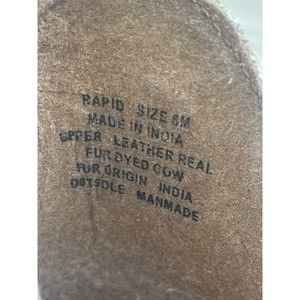 RAPID SIZE 6M
MADE IN INDIA
UPPER LEATHER REAL
FUR DYED COW
FUR ORIGIN INDIA
OUTSOLE MANMADE